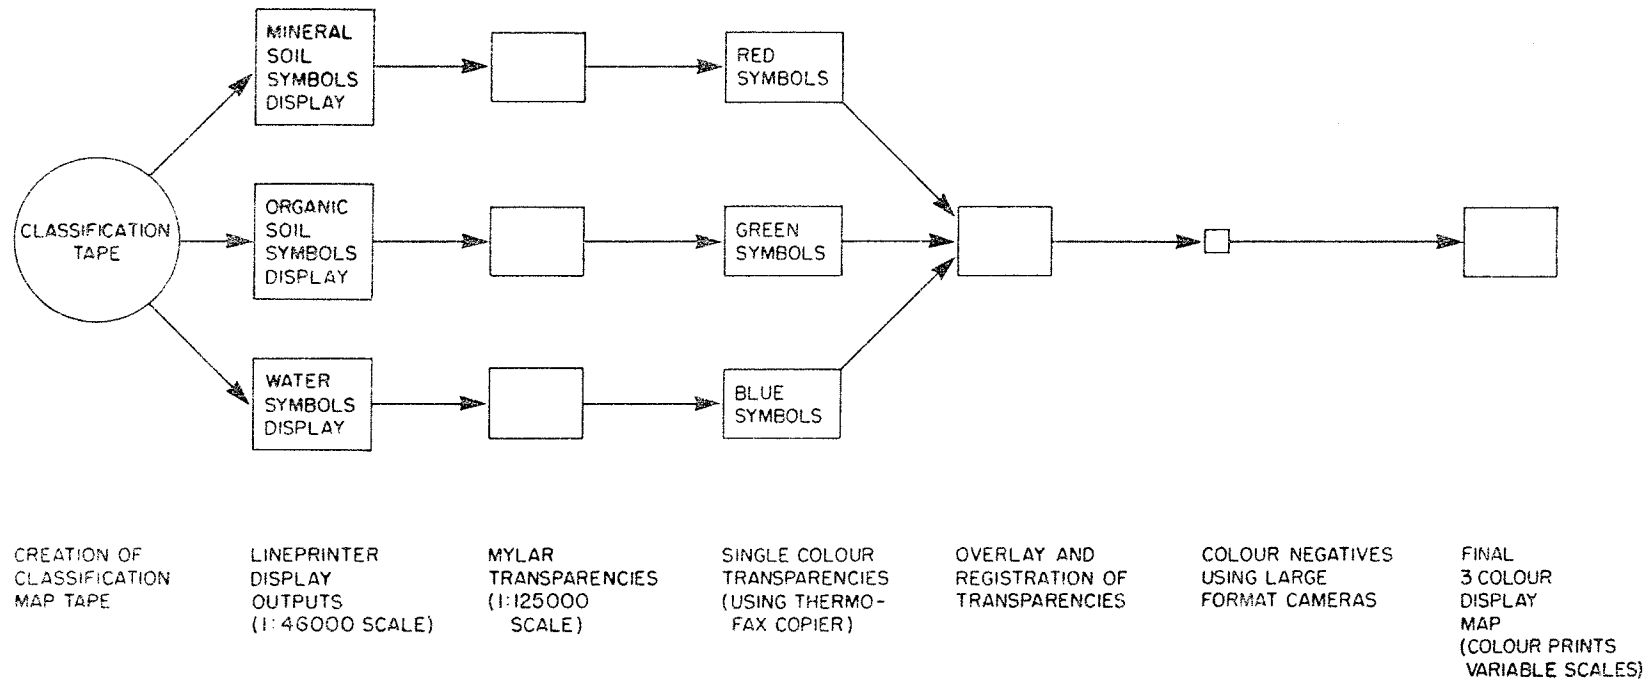 MINERAL
SOIL
SYMBOLS
DISPLAY
RED
SYMBOLS
CLASSIFICATION
TAPE
ORGANIC
SOIL
SYMBOLS
DISPLAY
GREEN
SYMBOLS
WATER
SYMBOLS
DISPLAY
BLUE
SYMBOLS
CREATION OF
CLASSIFICATION
MAP TAPE
LINEPRINTER
DISPLAY
OUTPUTS
(1:46000 SCALE)
MYLAR
TRANSPARENCIES
(1:125000
SCALE)
SINGLE COLOUR
TRANSPARENCIES
(USING THERMO-
FAX COPIER)
OVERLAY AND
REGISTRATION OF
TRANSPARENCIES
COLOUR NEGATIVES
USING LARGE
FORMAT CAMERAS
FINAL
3 COLOUR
DISPLAY
MAP
(COLOUR PRINTS
VARIABLE SCALES)